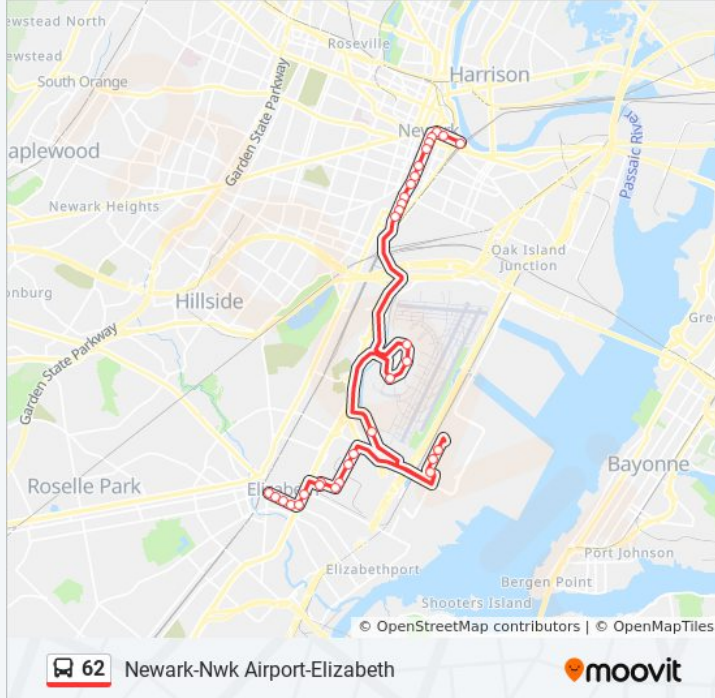 ewstead North
Roseville
ewstead
Harrison
South Orange
Garden State Parkway
Newark
aplewood
Passaic River
Newark Heights
Oak Island
Junction
onburg
Hillside
Gre
Garden State Parkway
Roselle Park
Elizabeth
Bayonne
Port Johnson
Elizabethport
Bergen Point
Shooters Island
© OpenStreetMap contributors | © OpenMapTiles
62 Newark-Nwk Airport-Elizabeth
moovit